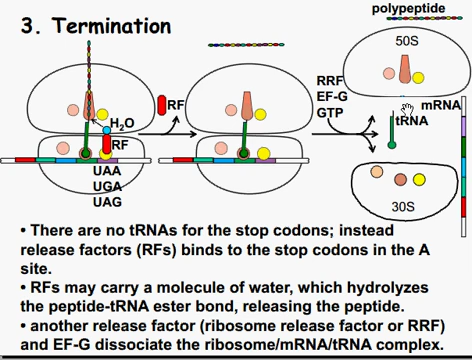 3. Termination
polypeptide
50S
RF
RRF
EF-G
GTP
mRNA
tRNA
H₂O
RF
UAA
UGA
UAG
30S
• There are no tRNAs for the stop codons; instead
release factors (RFs) binds to the stop codons in the A
site.
• RFs may carry a molecule of water, which hydrolyzes
the peptide-tRNA ester bond, releasing the peptide.
• another release factor (ribosome release factor or RRF)
and EF-G dissociate the ribosome/mRNA/tRNA complex.